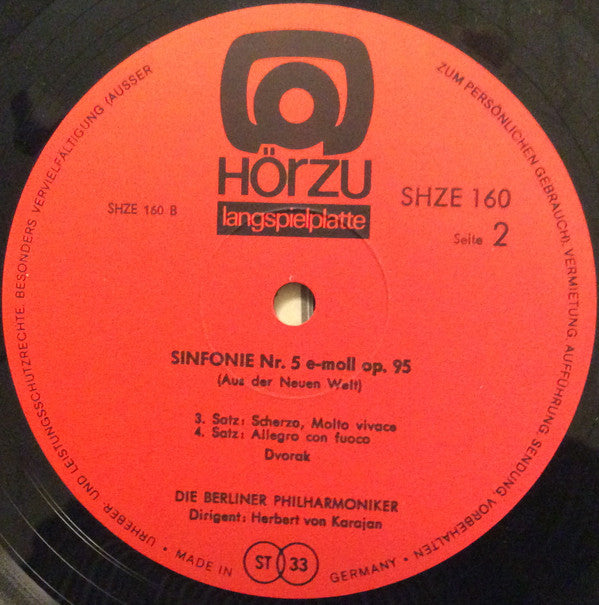 HÖRZU
langspielplatte
SHZE 160 B
SHZE 160
Seite 2
SINFONIE Nr. 5 e-moll op. 95
(Aus der Neuen Welt)
3. Satz: Scherzo, Molto vivace
4. Satz: Allegro con fuoco
Dvorak
DIE BERLINER PHILHARMONIKER
Dirigent: Herbert von Karajan
ST 33
MADE IN GERMANY • URHEBER- UND LEISTUNGSSCHUTZRECHTE, BESONDERS VERVIELFÄLTIGUNG (AUSSER ZUM PERSÖNLICHEN GEBRAUCH), VERMIETUNG AUFFÜHRUNG, SENDUNG, VORBEHALTEN •